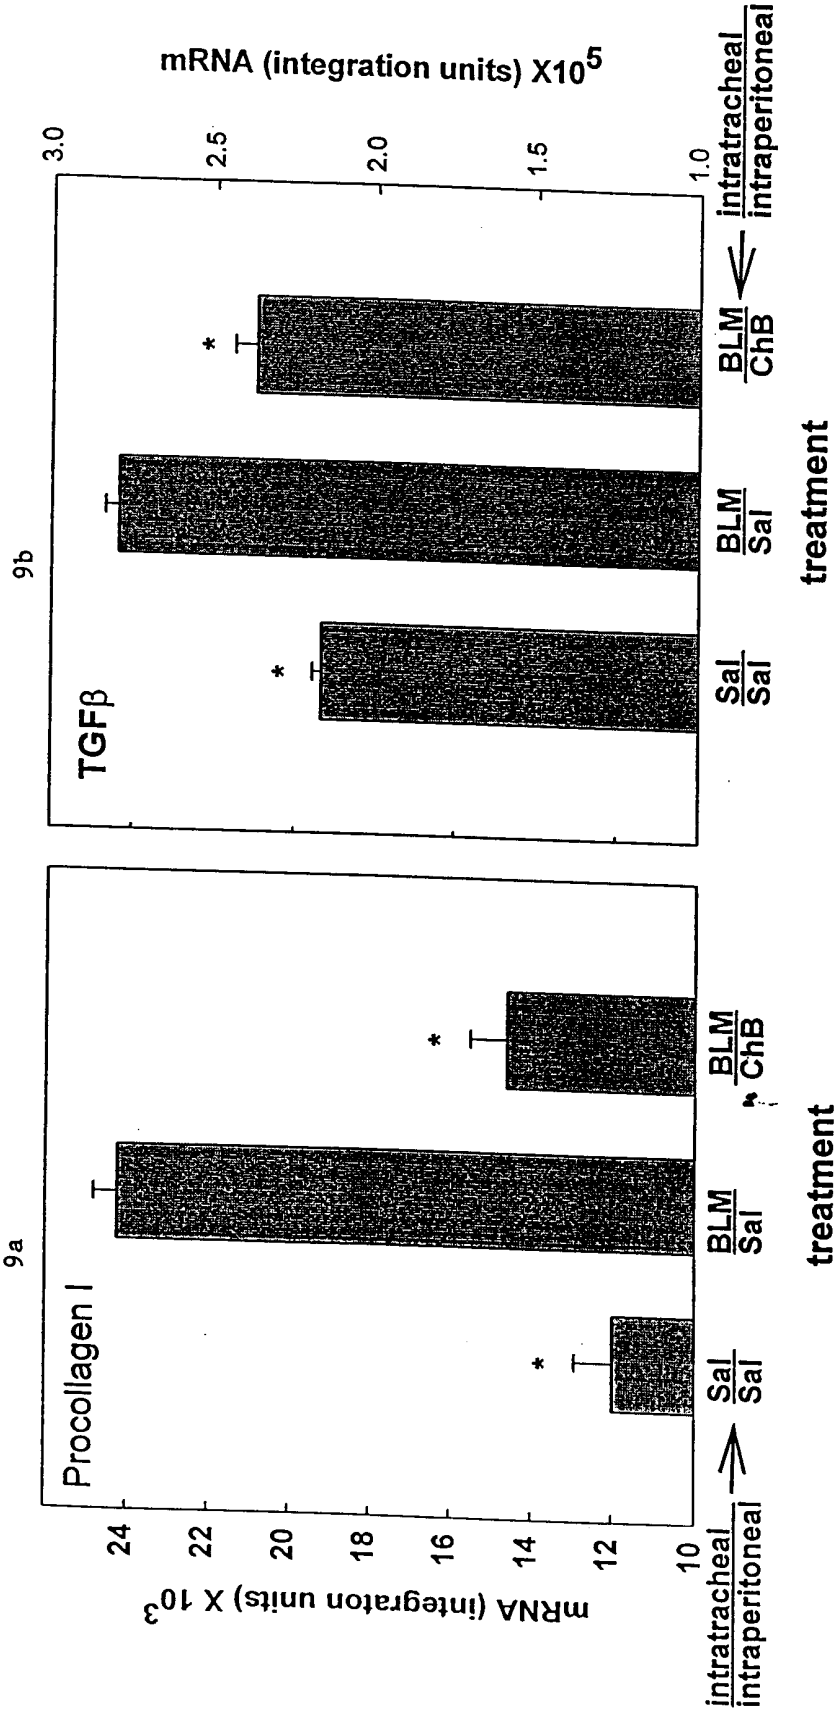 9a
Procollagen I
24
22
20
18
16
14
12
10
mRNA (integraton units) X 10³
*
*
Sal
Sal
BLM
Sal
BLM
ChB
intratracheal
intraperitoneal
treatment
9b
TGFβ
3.0
2.5
2.0
1.5
1.0
mRNA (integration units) X10⁵
*
*
Sal
Sal
BLM
Sal
BLM
ChB
intratracheal
intraperitoneal
treatment